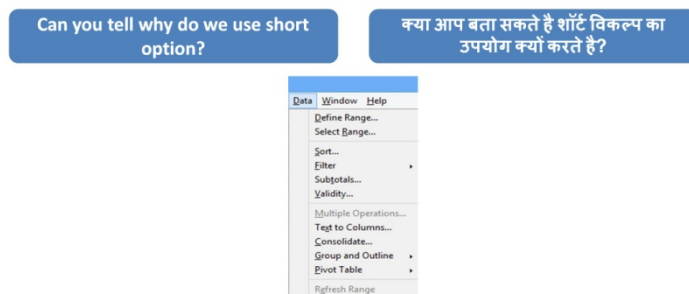 Can you tell why do we use short
option?
क्या आप बता सकते है शॉर्ट विकल्प का
उपयोग क्यों करते है?
Data Window Help
Define Range...
Select Range...
Sort...
Filter
Subtotals...
Validity...
Multiple Operations...
Text to Columns...
Consolidate...
Group and Outline
Pivot Table
Refresh Range